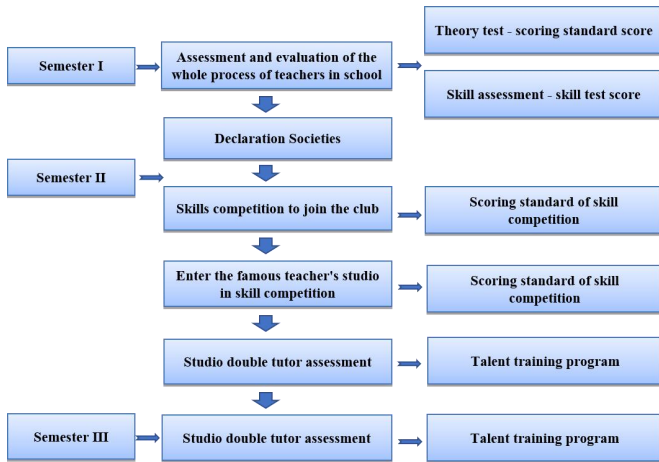 Theory test - scoring standard score
Semester I
Assessment and evaluation of the
whole process of teachers in school
Skill assessment - skill test score
Declaration Societies
Semester II
Skills competition to join the club
Scoring standard of skill
competition
Enter the famous teacher's studio
in skill competition
Scoring standard of skill
competition
Studio double tutor assessment
Talent training program
Semester III
Studio double tutor assessment
Talent training program